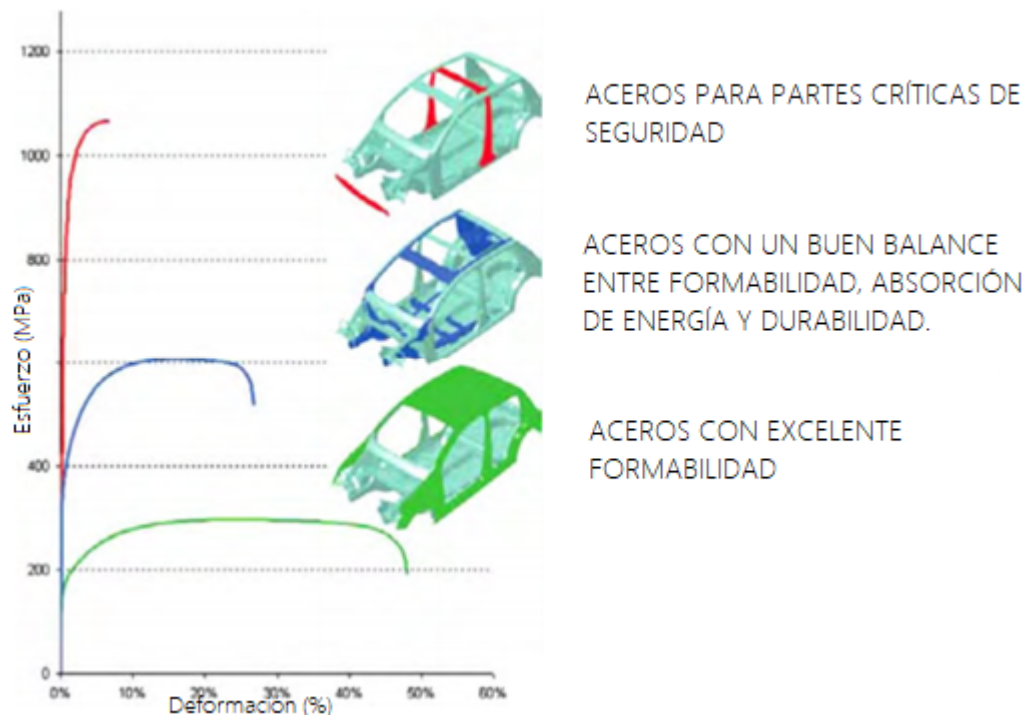 1200
1000
800
400
200
0
Esfuerzo (MPa)
0% 10% 20% 30% 40% 50% 60%
Deformación (%)
ACEROS PARA PARTES CRÍTICAS DE
SEGURIDAD
ACEROS CON UN BUEN BALANCE
ENTRE FORMABILIDAD, ABSORCIÓN
DE ENERGÍA Y DURABILIDAD.
ACEROS CON EXCELENTE
FORMABILIDAD